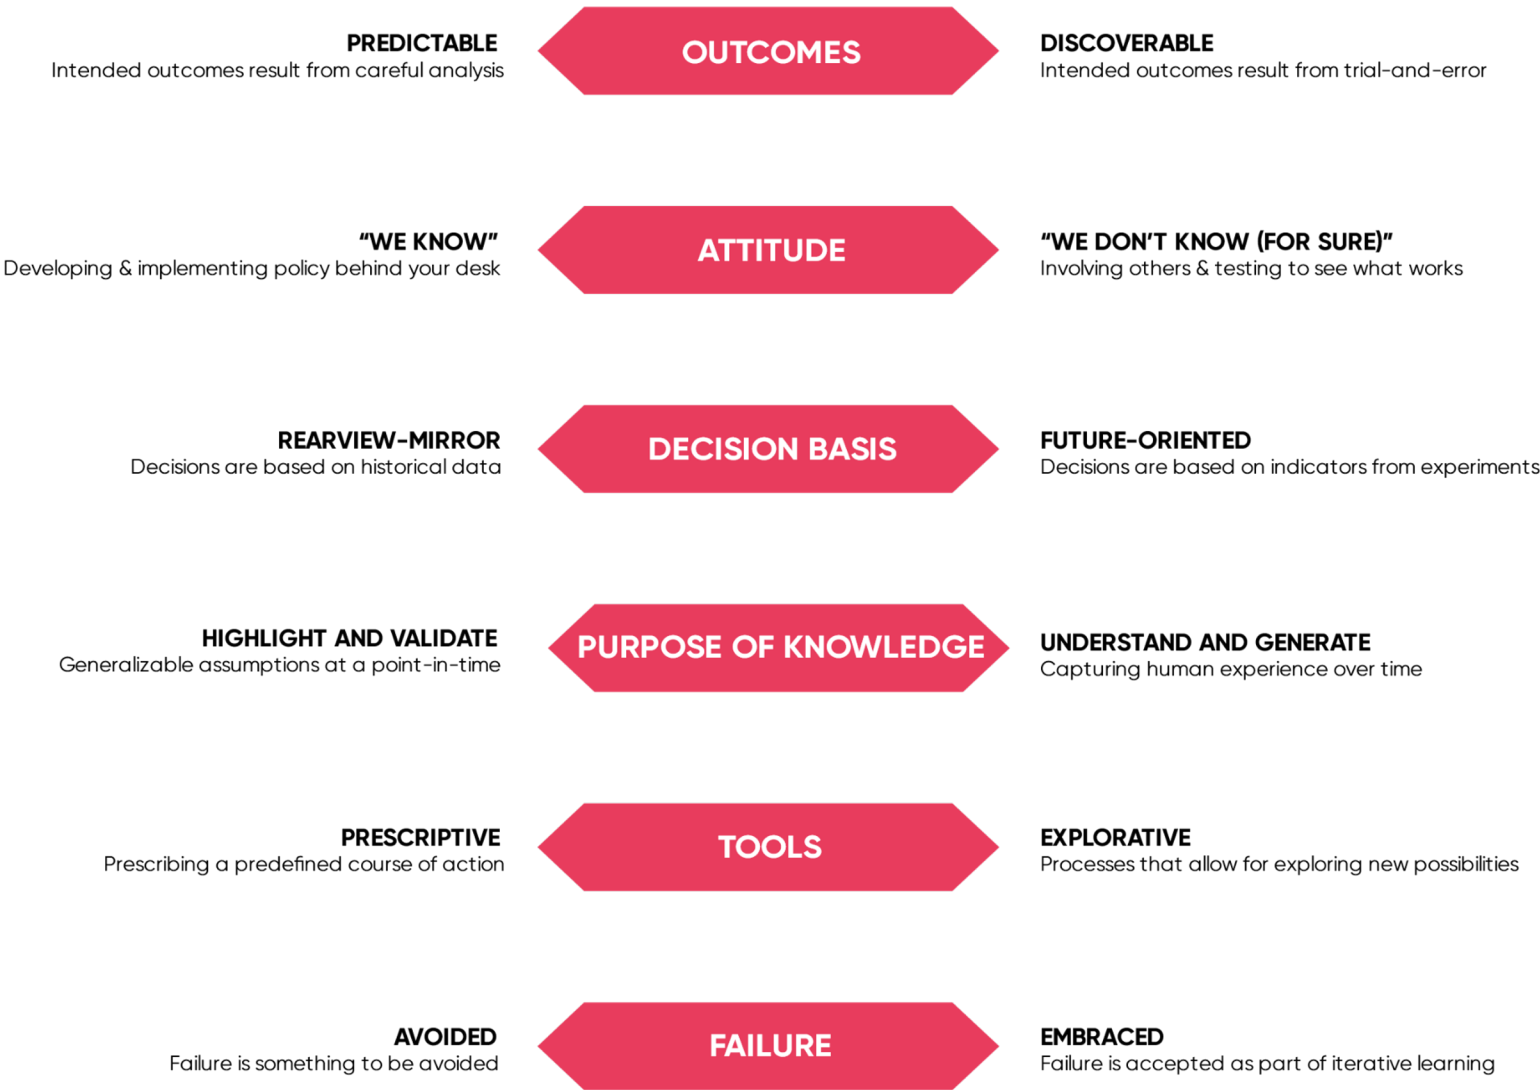 PREDICTABLE
Intended outcomes result from careful analysis
OUTCOMES
DISCOVERABLE
Intended outcomes result from trial-and-error
“WE KNOW”
Developing & implementing policy behind your desk
ATTITUDE
“WE DON’T KNOW (FOR SURE)”
Involving others & testing to see what works
REARVIEW-MIRROR
Decisions are based on historical data
DECISION BASIS
FUTURE-ORIENTED
Decisions are based on indicators from experiments
HIGHLIGHT AND VALIDATE
Generalizable assumptions at a point-in-time
PURPOSE OF KNOWLEDGE
UNDERSTAND AND GENERATE
Capturing human experience over time
PRESCRIPTIVE
Prescribing a predefined course of action
TOOLS
EXPLORATIVE
Processes that allow for exploring new possibilities
AVOIDED
Failure is something to be avoided
FAILURE
EMBRACED
Failure is accepted as part of iterative learning